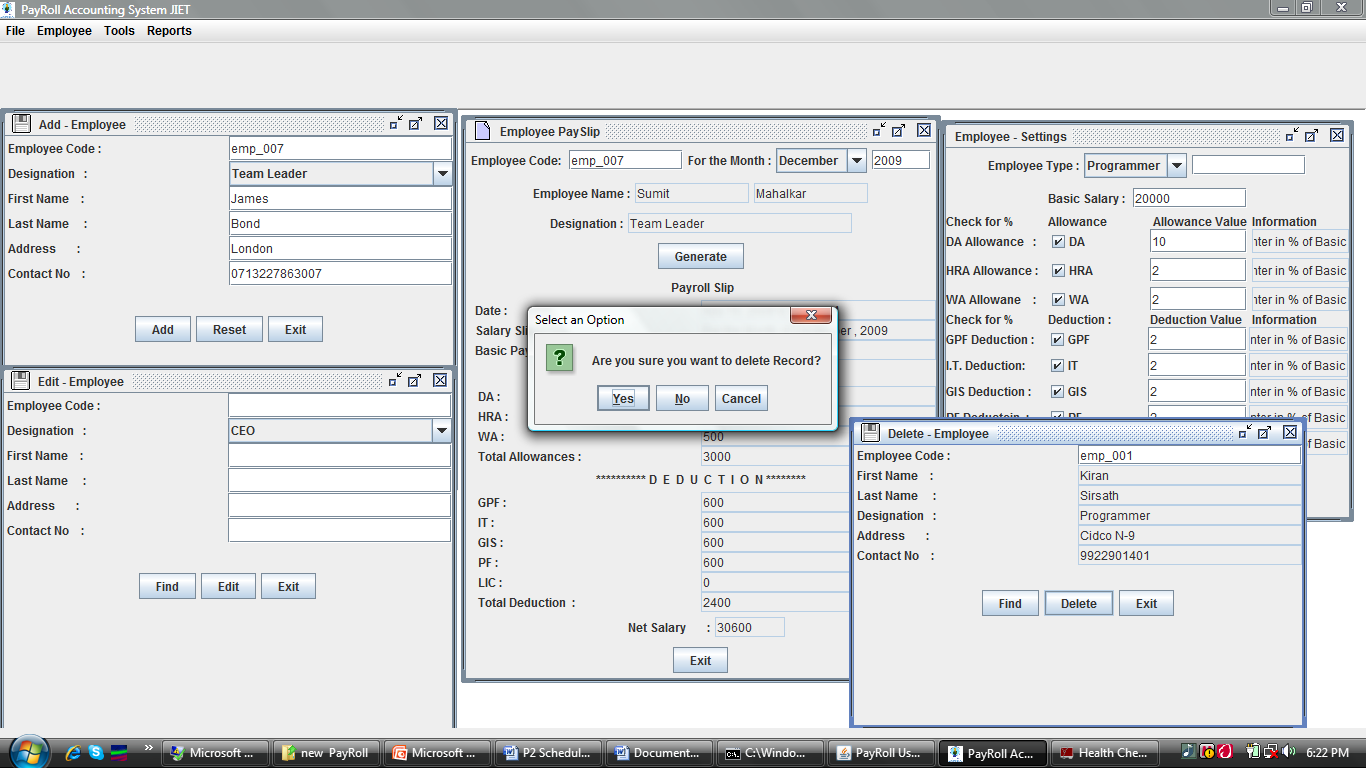 PayRoll Accounting System JIET
File Employee Tools Reports
Add - Employee
Employee Code : emp_007
Designation : Team Leader
First Name : James
Last Name : Bond
Address : London
Contact No : 0713227863007
Add Reset Exit
Edit - Employee
Employee Code :
Designation : CEO
First Name :
Last Name :
Address :
Contact No :
Find Edit Exit
Employee PaySlip
Employee Code: emp_007 For the Month : December 2009
Employee Name : Sumit Mahalkar
Designation : Team Leader
Generate
Payroll Slip
Date :
Salary Sli er , 2009
Basic Pay
DA :
HRA :
WA : 500
Total Allowances : 3000
********** D E D U C T I O N ********
GPF : 600
IT : 600
GIS : 600
PF : 600
LIC : 0
Total Deduction : 2400
Net Salary : 30600
Exit
Select an Option
Are you sure you want to delete Record?
Yes No Cancel
Employee - Settings
Employee Type : Programmer
Basic Salary : 20000
Check for % Allowance Allowance Value Information
DA Allowance : DA 10 nter in % of Basic
HRA Allowance : HRA 2 nter in % of Basic
WA Allowane : WA 2 nter in % of Basic
Check for % Deduction : Deduction Value Information
GPF Deduction : GPF 2 nter in % of Basic
I.T. Deduction: IT 2 nter in % of Basic
GIS Deduction : GIS 2 nter in % of Basic
PF Deductoin : PF 2 nter in % of Basic
of Basic
Delete - Employee
Employee Code : emp_001
First Name : Kiran
Last Name : Sirsath
Designation : Programmer
Address : Cidco N-9
Contact No : 9922901401
Find Delete Exit
Microsoft ... new PayRoll Microsoft ... P2 Schedul... Document... C:\Windo... PayRoll Us... PayRoll Ac... Health Che... 6:22 PM